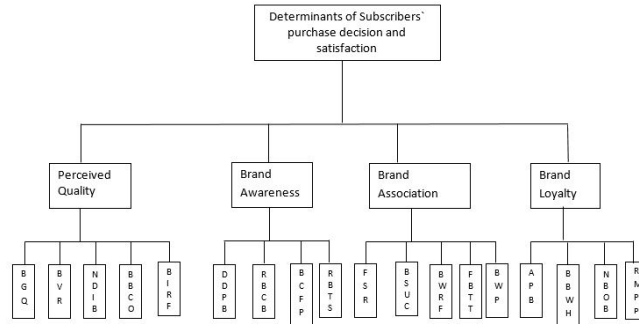 Determinants of Subscribers`
purchase decision and
satisfaction
Perceived
Quality
Brand
Awareness
Brand
Association
Brand
Loyalty
BGQ
BVR
NDIB
BBCO
BIRF
DDPB
RBCB
BCFP
RBTS
FSR
BSUC
BWRF
FBTT
BWP
APB
BBWH
NBOB
RMPP